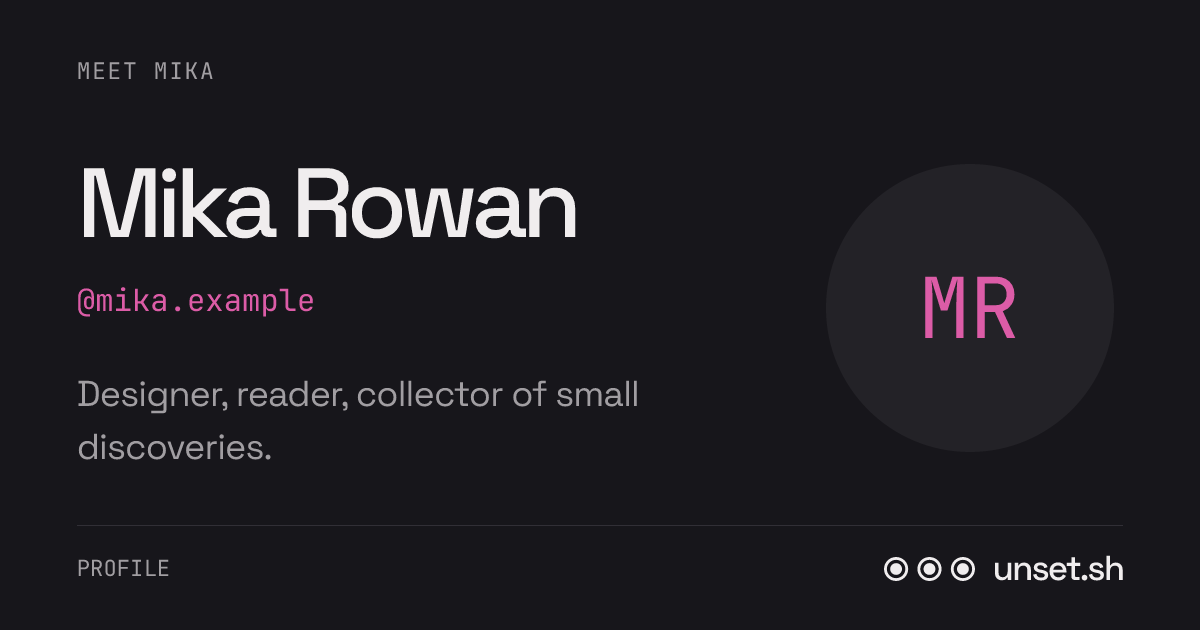 MEET MIKA
Mika Rowan
@mika.example
MR
Designer, reader, collector of small
discoveries.
PROFILE
unset.sh